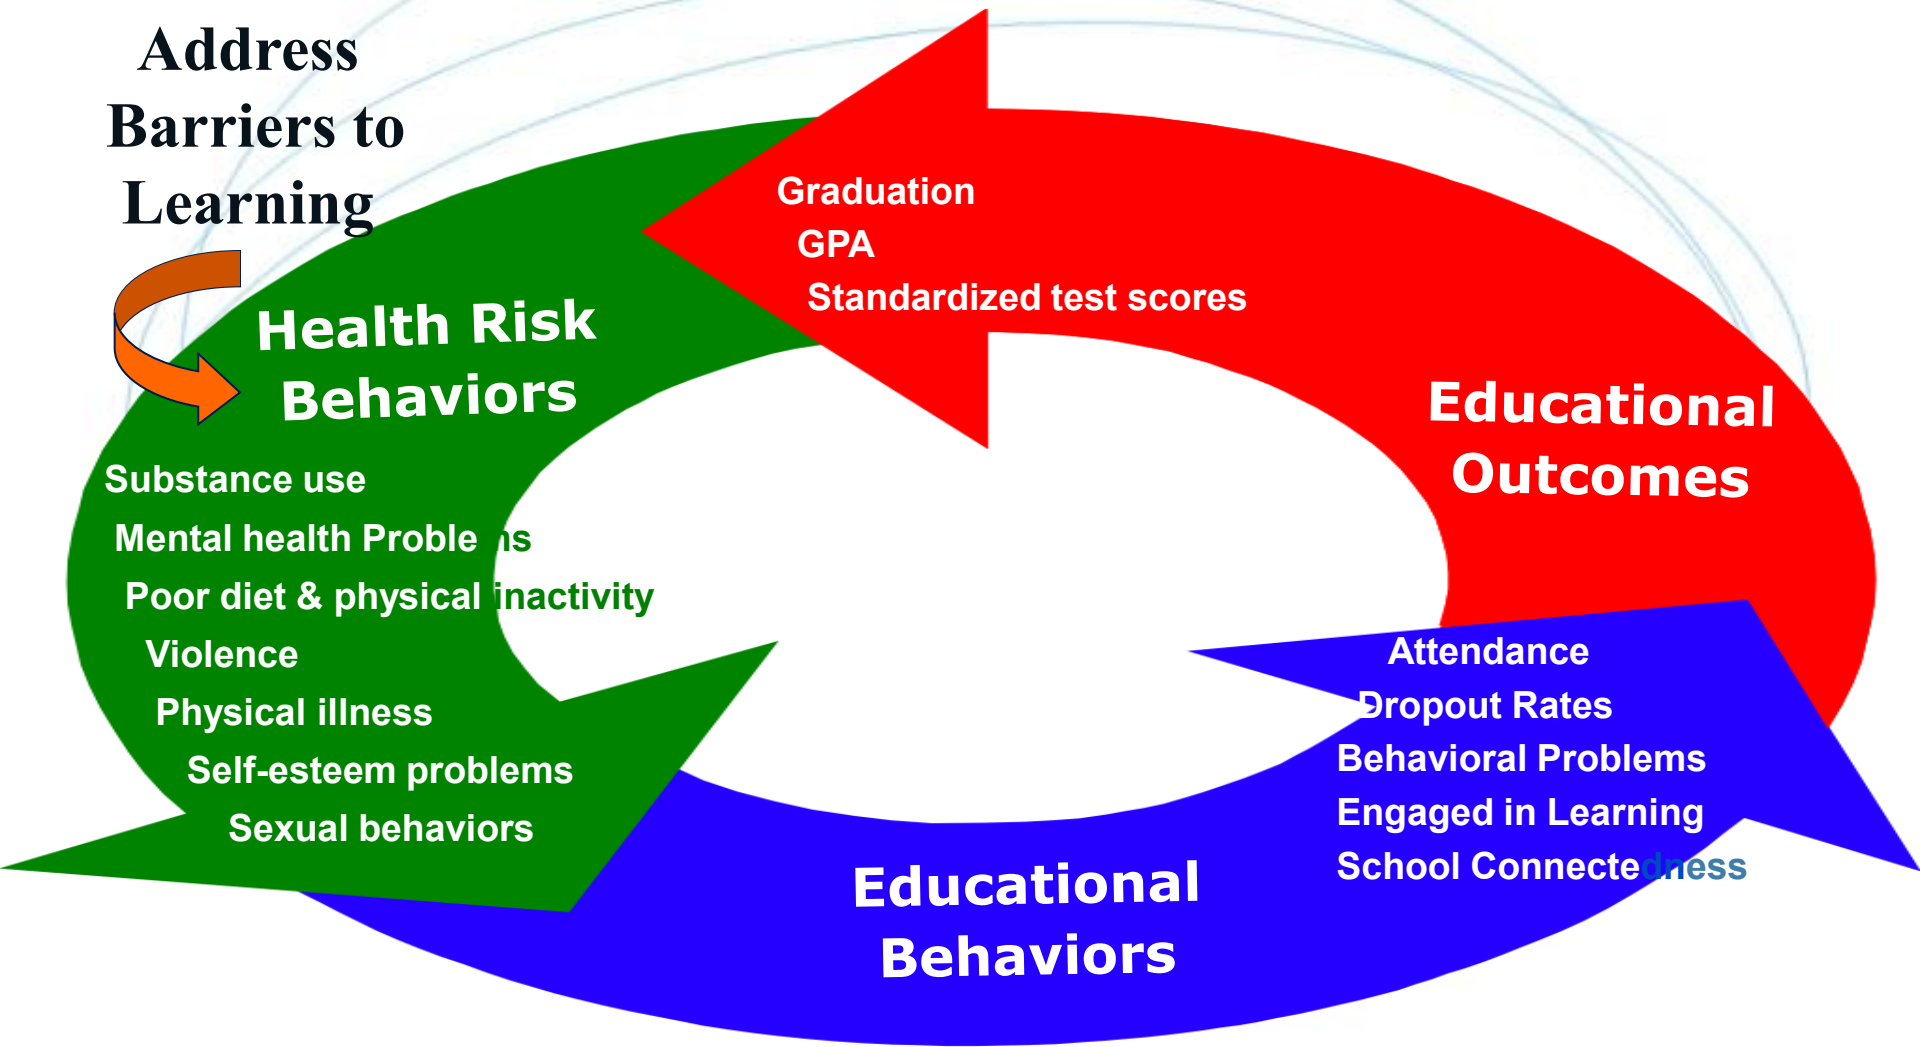 Address
Barriers to
Learning
Health Risk
Behaviors
Substance use
Mental health Problems
Poor diet & physical inactivity
Violence
Physical illness
Self-esteem problems
Sexual behaviors
Graduation
GPA
Standardized test scores
Educational
Outcomes
Attendance
Dropout Rates
Behavioral Problems
Engaged in Learning
School Connectedness
Educational
Behaviors